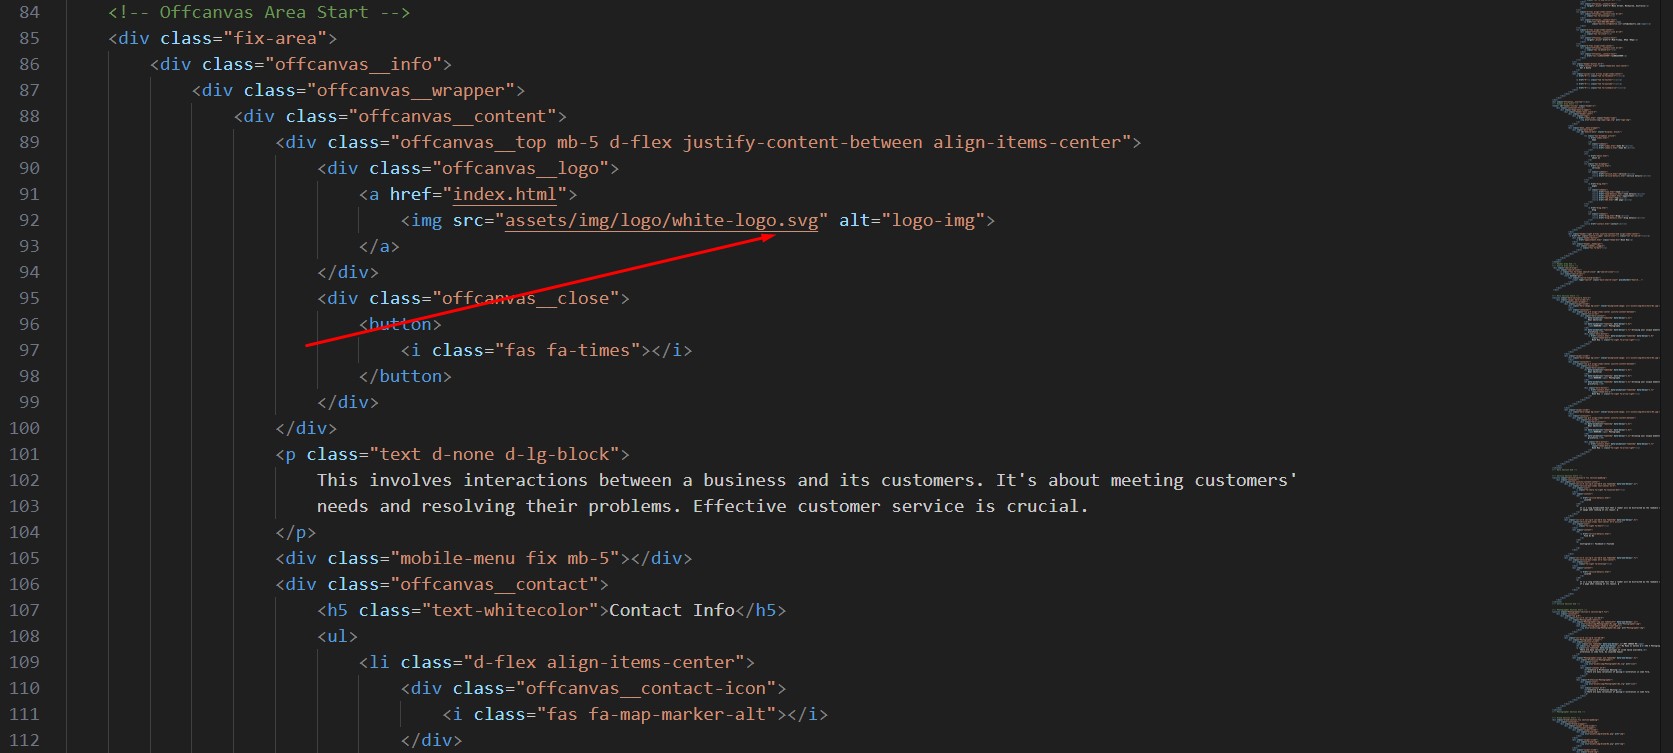 84 <!-- Offcanvas Area Start -->
85 <div class="fix-area">
86 <div class="offcanvas__info">
87 <div class="offcanvas__wrapper">
88 <div class="offcanvas__content">
89 <div class="offcanvas__top mb-5 d-flex justify-content-between align-items-center">
90 <div class="offcanvas__logo">
91 <a href="index.html">
92 <img src="assets/img/logo/white-logo.svg" alt="logo-img">
93 </a>
94 </div>
95 <div class="offcanvas__close">
96 <button>
97 <i class="fas fa-times"></i>
98 </button>
99 </div>
100 </div>
101 <p class="text d-none d-lg-block">
102 This involves interactions between a business and its customers. It's about meeting customers'
103 needs and resolving their problems. Effective customer service is crucial.
104 </p>
105 <div class="mobile-menu fix mb-5"></div>
106 <div class="offcanvas__contact">
107 <h5 class="text-whitecolor">Contact Info</h5>
108 <ul>
109 <li class="d-flex align-items-center">
110 <div class="offcanvas__contact-icon">
111 <i class="fas fa-map-marker-alt"></i>
112 </div>